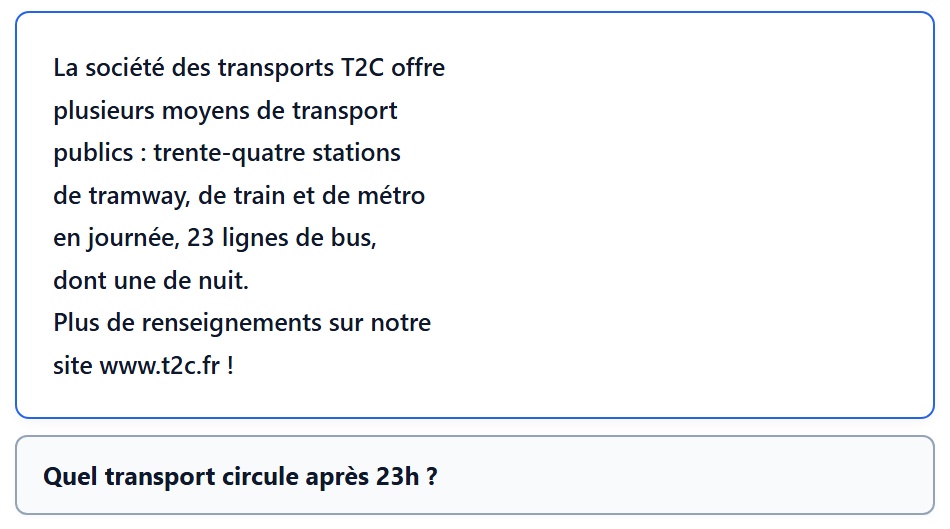 La société des transports T2C offre
plusieurs moyens de transport
publics : trente-quatre stations
de tramway, de train et de métro
en journée, 23 lignes de bus,
dont une de nuit.
Plus de renseignements sur notre
site www.t2c.fr !
Quel transport circule après 23h ?